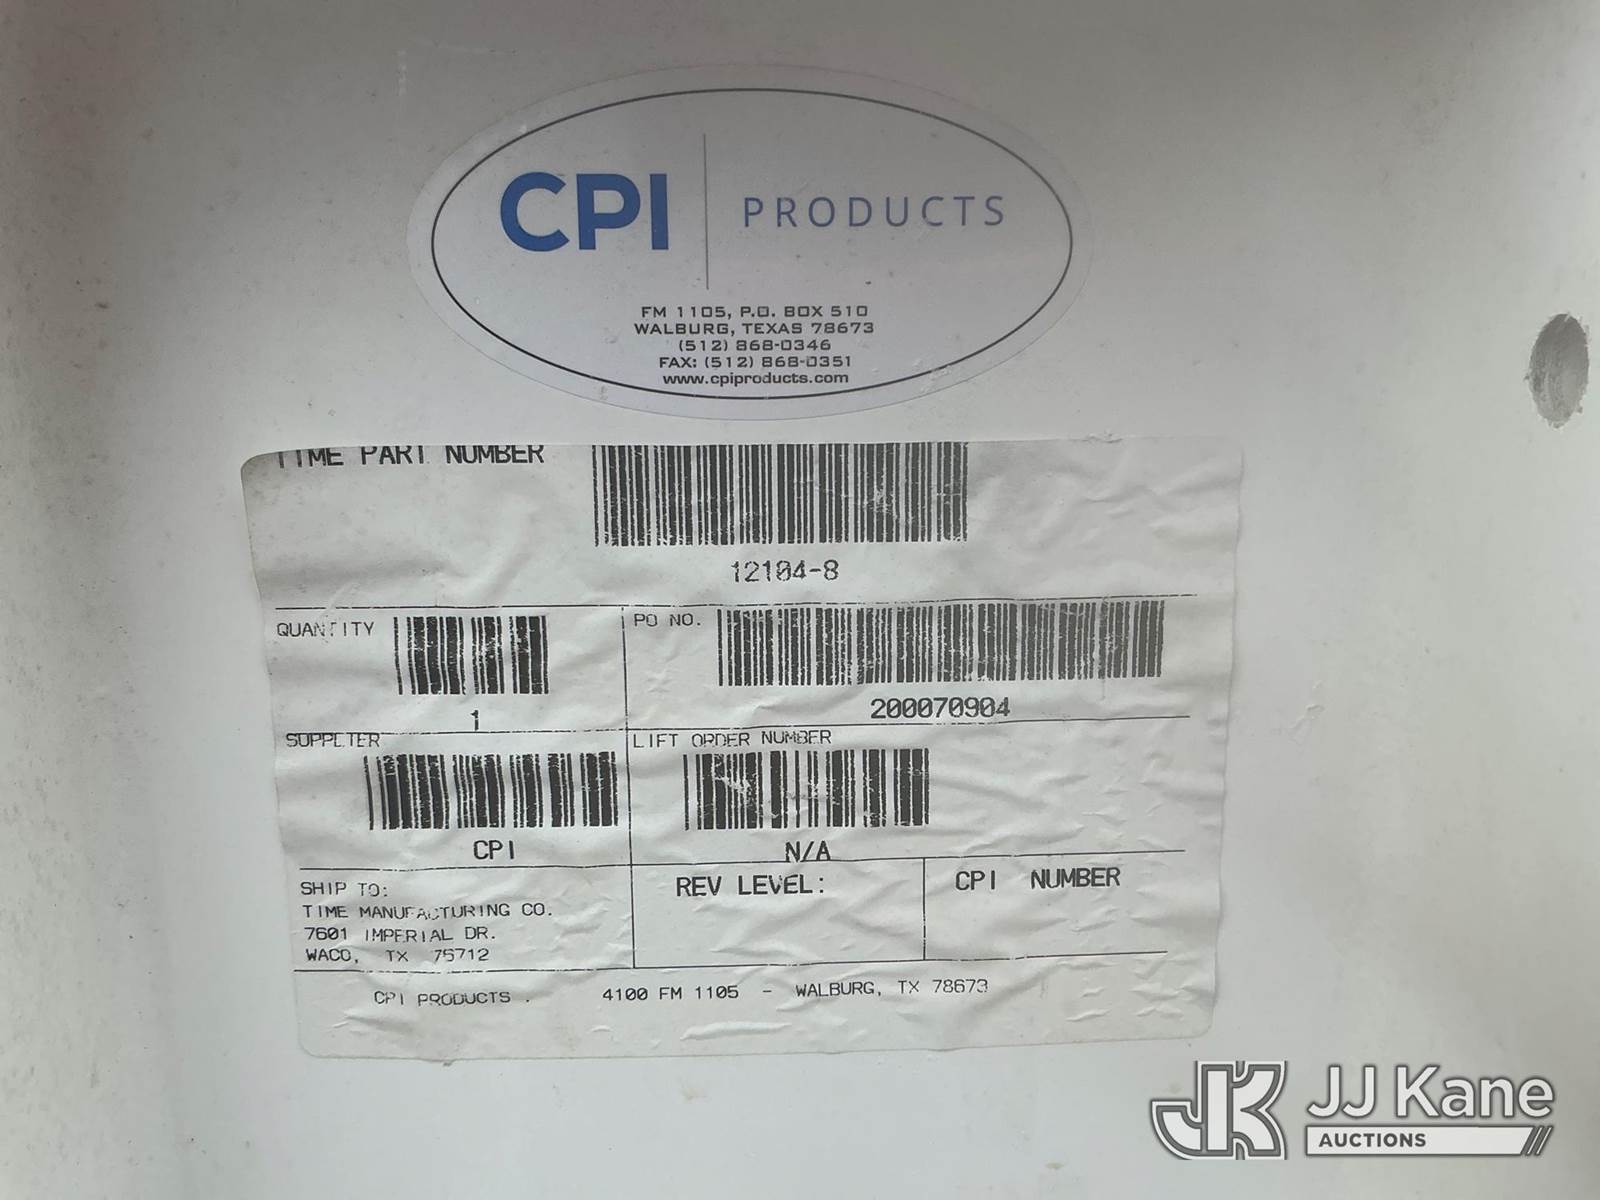 CPI PRODUCTS
FM 1105, P.O. BOX 510
WALBURG, TEXAS 78673
(512) 868-0346
FAX: (512) 868-0351
www.cpiproducts.com
TIME PART NUMBER
12104-8
QUANTITY
1
PO NO.
200070904
SUPPLIER
CPI
LIFT ORDER NUMBER
N/A
SHIP TO:
TIME MANUFACTURING CO.
7601 IMPERIAL DR.
WACO, TX 75712
REV LEVEL:
CPI NUMBER
CPI PRODUCTS . 4100 FM 1105 - WALBURG, TX 78673
JK JJ Kane
AUCTIONS